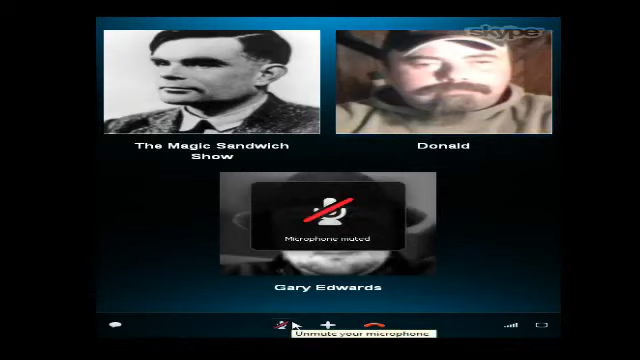 skype
The Magic Sandwich
Show
Donald
Microphone muted
Gary Edwards
Unmute your microphone